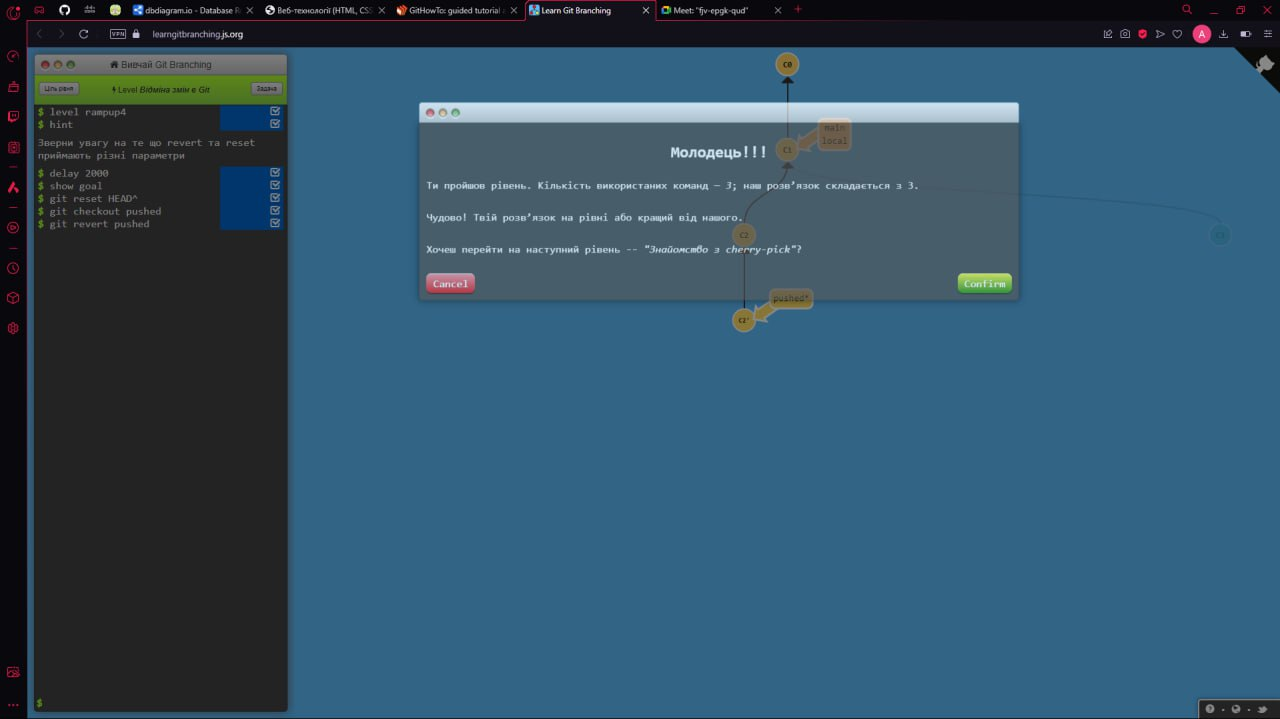 dbdiagram.io - Database R
Веб-технології (HTML, CSS
GitHowTo: guided tutorial
Learn Git Branching
Meet: "fjv-epgk-qud"
VPN
learngitbranching.js.org
A
Вивчай Git Branching
Ціль рівня
Level Відміна змін в Git
Задача
$ level rampup4
$ hint
Зверни увагу на те що revert та reset
приймають різні параметри
$ delay 2000
$ show goal
$ git reset HEAD^
$ git checkout pushed
$ git revert pushed
$
C0
main
local
C1
Молодець!!!
Ти пройшов рівень. Кількість використаних команд – 3; наш розв’язок складається з 3.
Чудово! Твій розв’язок на рівні або кращий від нашого.
C2
C3
Хочеш перейти на наступний рівень -- "Знайомство з cherry-pick"?
Cancel
Confirm
pushed*
C2'